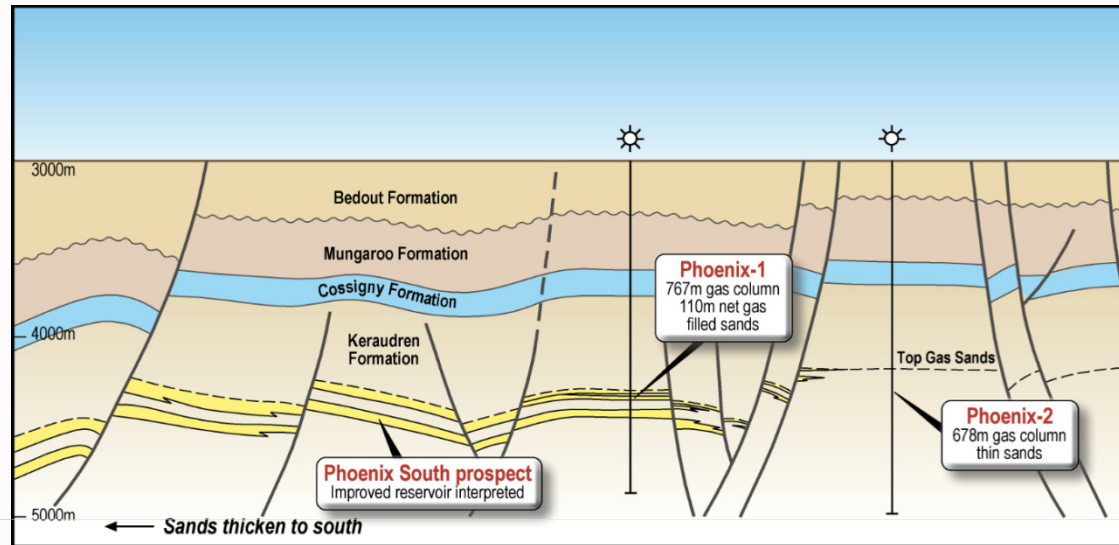 3000m
Bedout Formation
Mungaroo Formation
Cossigny Formation
Phoenix-1
767m gas column
110m net gas
filled sands
4000m
Keraudren
Formation
Top Gas Sands
Phoenix-2
678m gas column
thin sands
Phoenix South prospect
Improved reservoir interpreted
5000m
Sands thicken to south